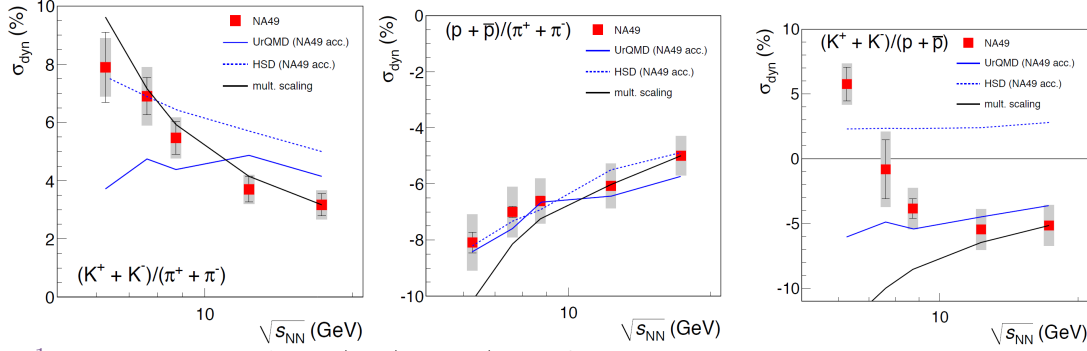 σdyn (%)
10
8
6
4
2
0
NA49
UrQMD (NA49 acc.)
HSD (NA49 acc.)
mult. scaling
(K⁺ + K⁻)/(π⁺ + π⁻)
10
√sNN (GeV)
σdyn (%)
0
-2
-4
-6
-8
-10
(p + p̅)/(π⁺ + π⁻)
NA49
UrQMD (NA49 acc.)
HSD (NA49 acc.)
mult. scaling
10
√sNN (GeV)
σdyn (%)
10
5
0
-5
-10
(K⁺ + K⁻)/(p + p̅)
NA49
UrQMD (NA49 acc.)
HSD (NA49 acc.)
mult. scaling
10
√sNN (GeV)